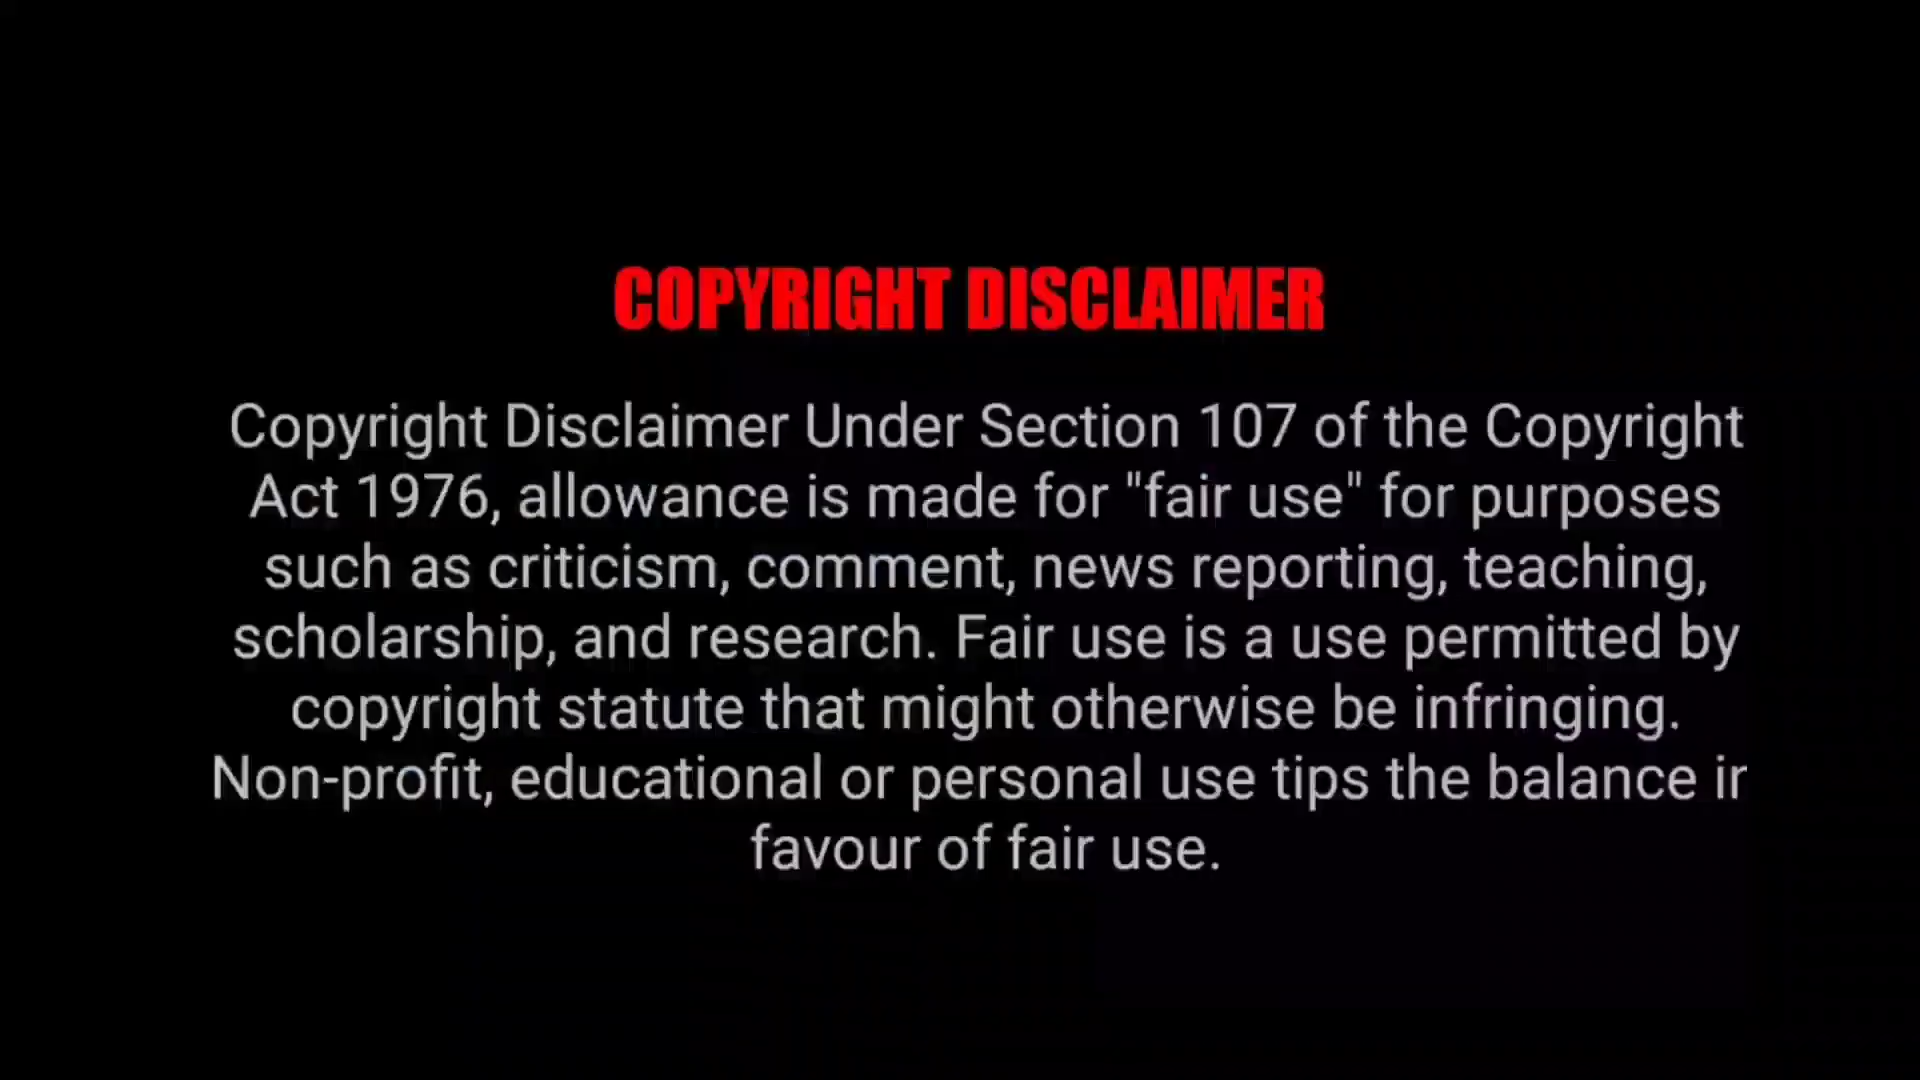 COPYRIGHT DISCLAIMER
Copyright Disclaimer Under Section 107 of the Copyright
Act 1976, allowance is made for "fair use" for purposes
such as criticism, comment, news reporting, teaching,
scholarship, and research. Fair use is a use permitted by
copyright statute that might otherwise be infringing.
Non-profit, educational or personal use tips the balance in
favour of fair use.